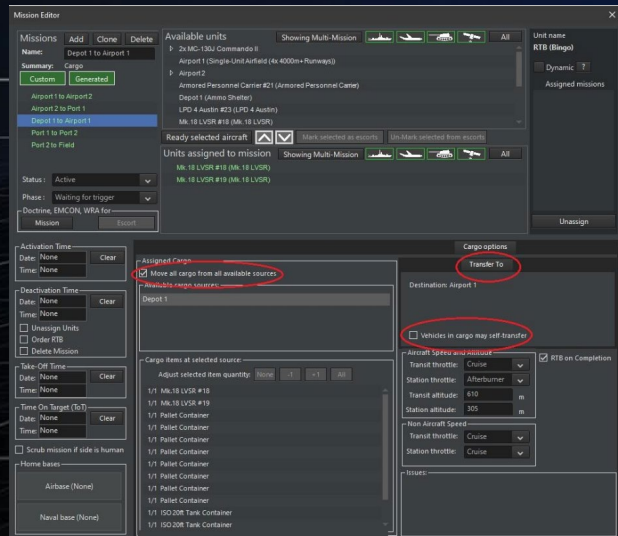 Mission Editor
Missions Add Clone Delete
Name: Depot 1 to Airport 1
Summary: Cargo
Custom Generated
Airport 1 to Airport2
Airport 2 to Port 1
Depot 1 to Airport 1
Port 1 to Port 2
Port 2 to Field
Status : Active
Phase : Waiting for trigger
Doctrine, EMCON, WRA for
Mission Escort
Available units Showing Multi-Mission All
2x MC-130J Commando II
Airport 1 (Single-Unit Airfield (4x 4000m+ Runways))
Airport2
Armored Personnel Carrier #21 (Armored Personnel Carrier)
Depot 1 (Ammo Shelter)
LPD 4 Austin #23 (LPD 4 Austin)
Mk.18 LVSR #18 (Mk.18 LVSR)
Ready selected aircraft Mark selected as escorts Un-Mark selected from escorts
Units assigned to mission Showing Multi-Mission All
Mk.18 LVSR #18 (Mk.18 LVSR)
Mk.18 LVSR #19 (Mk.18 LVSR)
Unit name
RTB (Bingo)
Dynamic ?
Assigned missions
Unassign
Activation Time
Date: None Clear
Time: None
Deactivation Time
Date: None Clear
Time: None
Unassign Units
Order RTB
Delete Mission
Take-Off Time
Date: None Clear
Time: None
Time On Target (ToT)
Date: None Clear
Time: None
Scrub mission if side is human
Home bases
Airbase (None)
Naval base (None)
Assigned Cargo
Move all cargo from all available sources
Available cargo sources:
Depot 1
Cargo items at selected source:
Adjust selected item quantity: None -1 +1 All
1/1 Mk.18 LVSR #18
1/1 Mk.18 LVSR #19
1/1 Pallet Container
1/1 Pallet Container
1/1 Pallet Container
1/1 Pallet Container
1/1 Pallet Container
1/1 Pallet Container
1/1 Pallet Container
1/1 Pallet Container
1/1 ISO 20ft Tank Container
1/1 ISO 20ft Tank Container
Cargo options
Transfer To
Destination: Airport 1
Vehicles in cargo may self-transfer
Aircraft Speed and Altitude
Transit throttle: Cruise
Station throttle: Afterburner
Transit altitude: 610 m
Station altitude: 305 m
RTB on Completion
Non Aircraft Speed
Transit throttle: Cruise
Station throttle: Cruise
Issues: